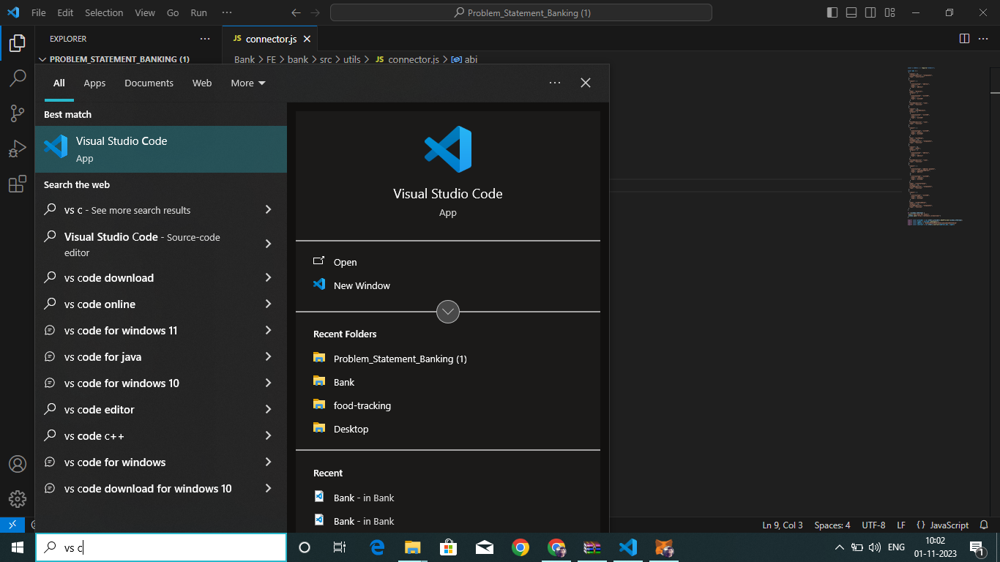 File Edit Selection View Go Run ···
Problem_Statement_Banking (1)
EXPLORER ···
JS connector.js
PROBLEM_STATEMENT_BANKING (1)
Bank > FE > bank > src > utils > JS connector.js > abi
All Apps Documents Web More ···
Best match
Visual Studio Code
App
Search the web
vs c - See more search results
Visual Studio Code - Source-code
editor
vs code download
vs code online
vs code for windows 11
vs code for java
vs code for windows 10
vs code editor
vs code c++
vs code for windows
vs code download for windows 10
Visual Studio Code
App
Open
New Window
Recent Folders
Problem_Statement_Banking (1)
Bank
food-tracking
Desktop
Recent
Bank - in Bank
Bank - in Bank
Ln 9, Col 3 Spaces: 4 UTF-8 LF {} JavaScript
vs c
ENG
10:02
01-11-2023
1